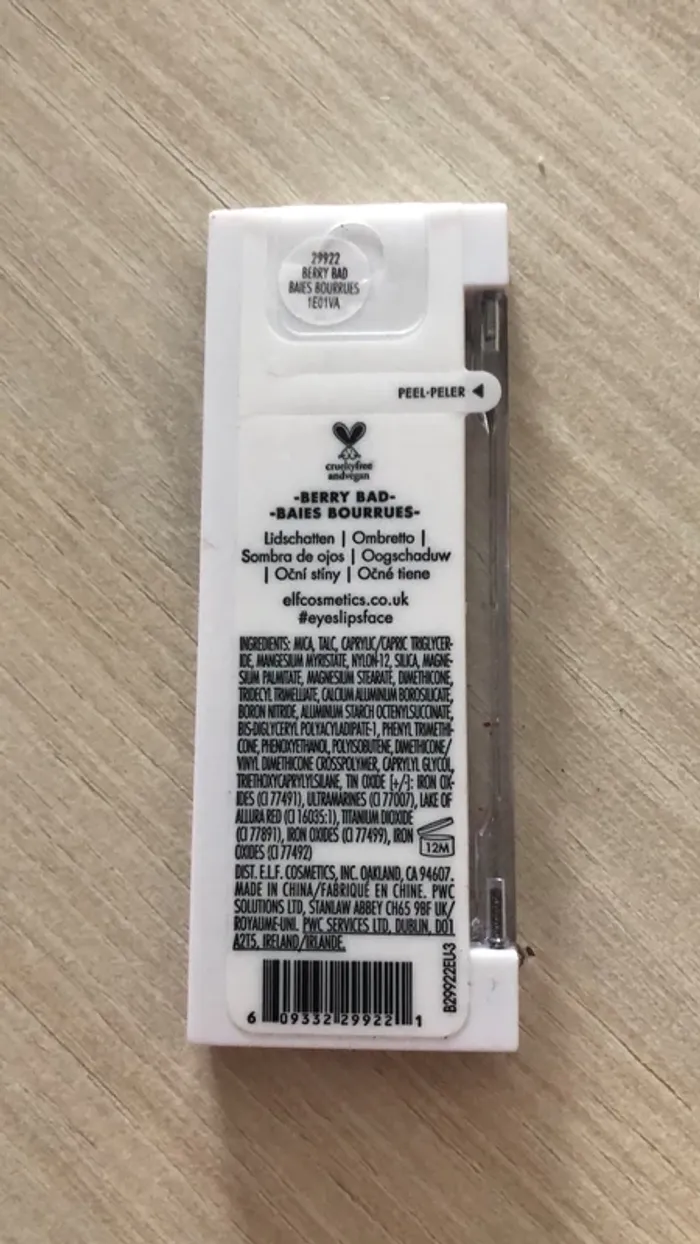 29922
BERRY BAD
BAIES BOURRUES
1E01VA
PEEL-PELER
crueltyfree
andvegan
-BERRY BAD-
-BAIES BOURRUES-
Lidschatten | Ombretto |
Sombra de ojos | Oogschaduw
| Oční stíny | Očné tiene
elfcosmetics.co.uk
#eyeslipsface
INGREDIENTS: MICA, TALC, CAPRYLIC/CAPRIC TRIGLYCER-
IDE, MANGESIUM MYRISTATE, NYLON-12, SILICA, MAGNE-
SIUM PALMITATE, MAGNESIUM STEARATE, DIMETHICONE,
TRIDECYL TRIMELLIATE, CALCIUM ALUMINUM BOROSILICATE,
BORON NITRIDE, ALUMINUM STARCH OCTENYLSUCCINATE,
BIS-DIGLYCERYL POLYACYLADIPATE-1, PHENYL TRIMETHI-
CONE, PHENOXYETHANOL, POLYISOBUTENE, DIMETHICONE/
VINYL DIMETHICONE CROSSPOLYMER, CAPRYLYL GLYCOL,
TRIETHOXYCAPRYLYLSILANE, TIN OXIDE [+/-]: IRON OX-
IDES (CI 77491), ULTRAMARINES (CI 77007), LAKE OF
ALLURA RED (CI 16035:1), TITANIUM DIOXIDE
(CI 77891), IRON OXIDES (CI 77499), IRON
OXIDES (CI 77492)
12M
DIST. E.L.F. COSMETICS, INC. OAKLAND, CA 94607.
MADE IN CHINA/FABRIQUÉ EN CHINE. PWC
SOLUTIONS LTD, STANLAW ABBEY CH65 9BF UK/
ROYAUME-UNI. PWC SERVICES LTD, DUBLIN, D01
A2T5, IRELAND/IRLANDE.
B29922EU-3
6 09332 29922 1